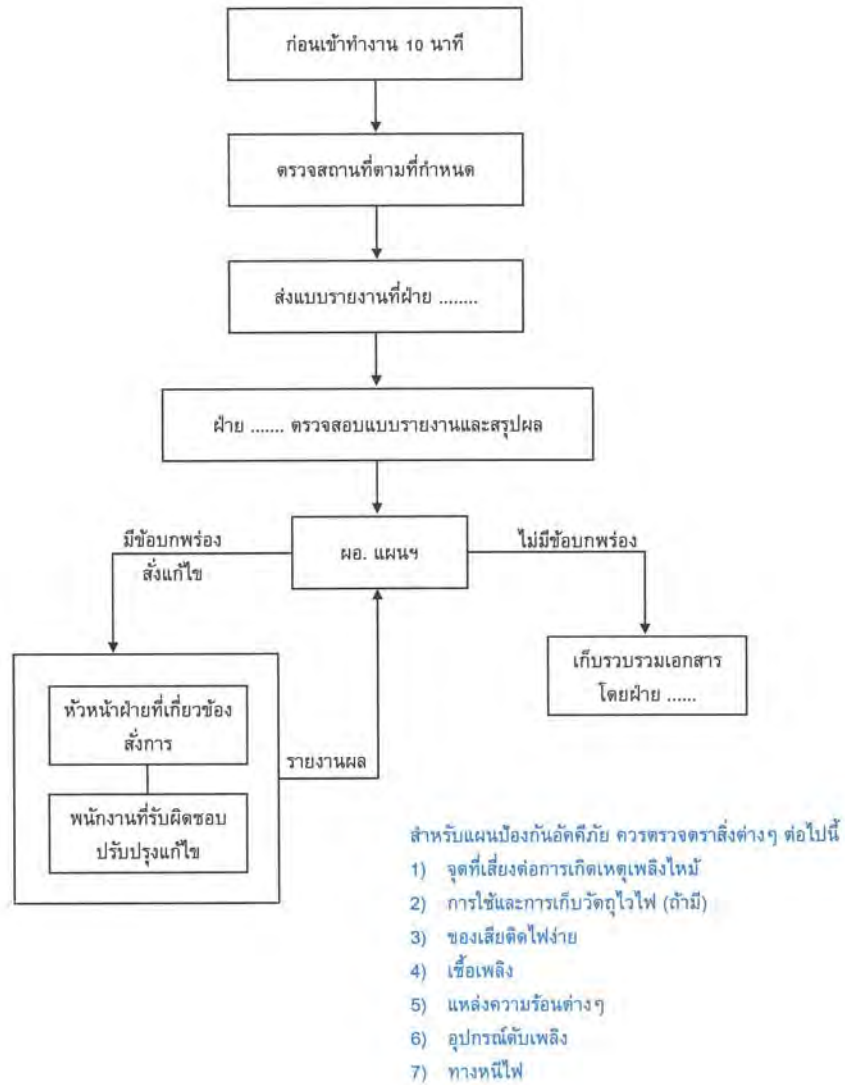 ก่อนเข้าทำงาน 10 นาที
ตรวจสถานที่ตามที่กำหนด
ส่งแบบรายงานที่ฝ่าย ........
ฝ่าย ....... ตรวจสอบแบบรายงานและสรุปผล
มีข้อบกพร่อง
สั่งแก้ไข
ผอ. แผนฯ
ไม่มีข้อบกพร่อง
เก็บรวบรวมเอกสาร
โดยฝ่าย ......
หัวหน้าฝ่ายที่เกี่ยวข้อง
สั่งการ
รายงานผล
พนักงานที่รับผิดชอบ
ปรับปรุงแก้ไข
สำหรับแผนป้องกันอัคคีภัย ควรตรวจตราสิ่งต่างๆ ต่อไปนี้
1) จุดที่เสี่ยงต่อการเกิดเหตุเพลิงไหม้
2) การใช้และการเก็บวัตถุไวไฟ (ถ้ามี)
3) ของเสียติดไฟง่าย
4) เชื้อเพลิง
5) แหล่งความร้อนต่างๆ
6) อุปกรณ์ดับเพลิง
7) ทางหนีไฟ